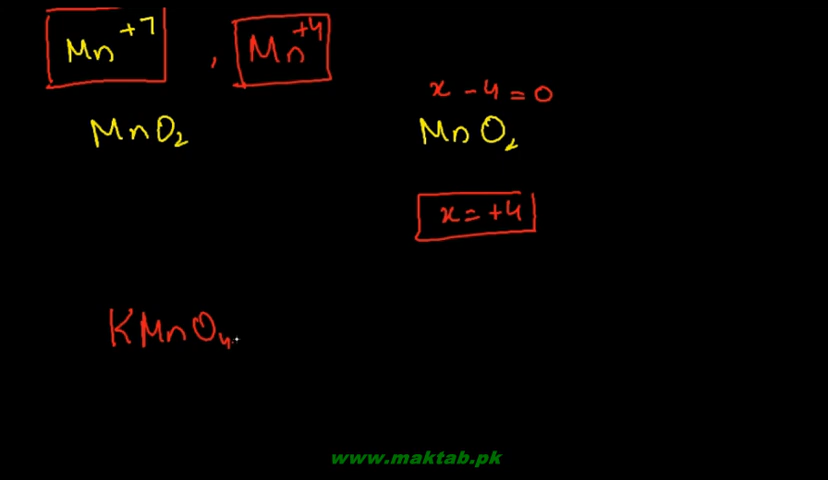 Mn+7 , Mn+4
x - 4 = 0
MnO2 MnO2
x = +4
KMnO4
www.maktab.pk